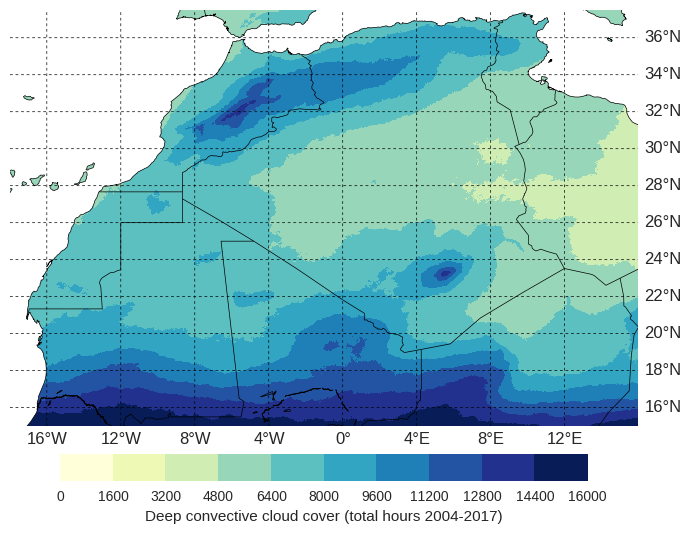 36°N
34°N
32°N
30°N
28°N
26°N
24°N
22°N
20°N
18°N
16°N
16°W 12°W 8°W 4°W 0° 4°E 8°E 12°E
0 1600 3200 4800 6400 8000 9600 11200 12800 14400 16000
Deep convective cloud cover (total hours 2004-2017)